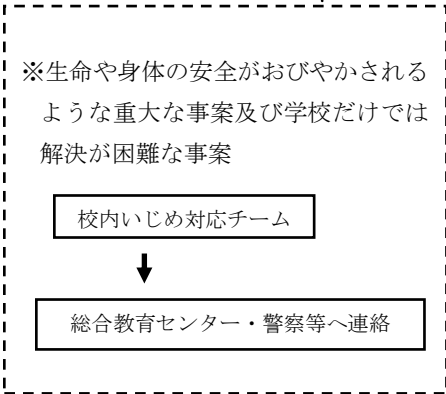 ※生命や身体の安全がおびやかされる
ような重大な事案及び学校だけでは
解決が困難な事案
校内いじめ対応チーム
総合教育センター・警察等へ連絡